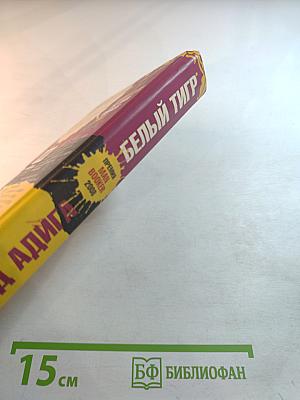 БЕЛЫЙ ТИГР
ПРЕМИЯ
MAN
BOOKER
2008
Д АДИГА
15 см
БФ БИБЛИОФАН